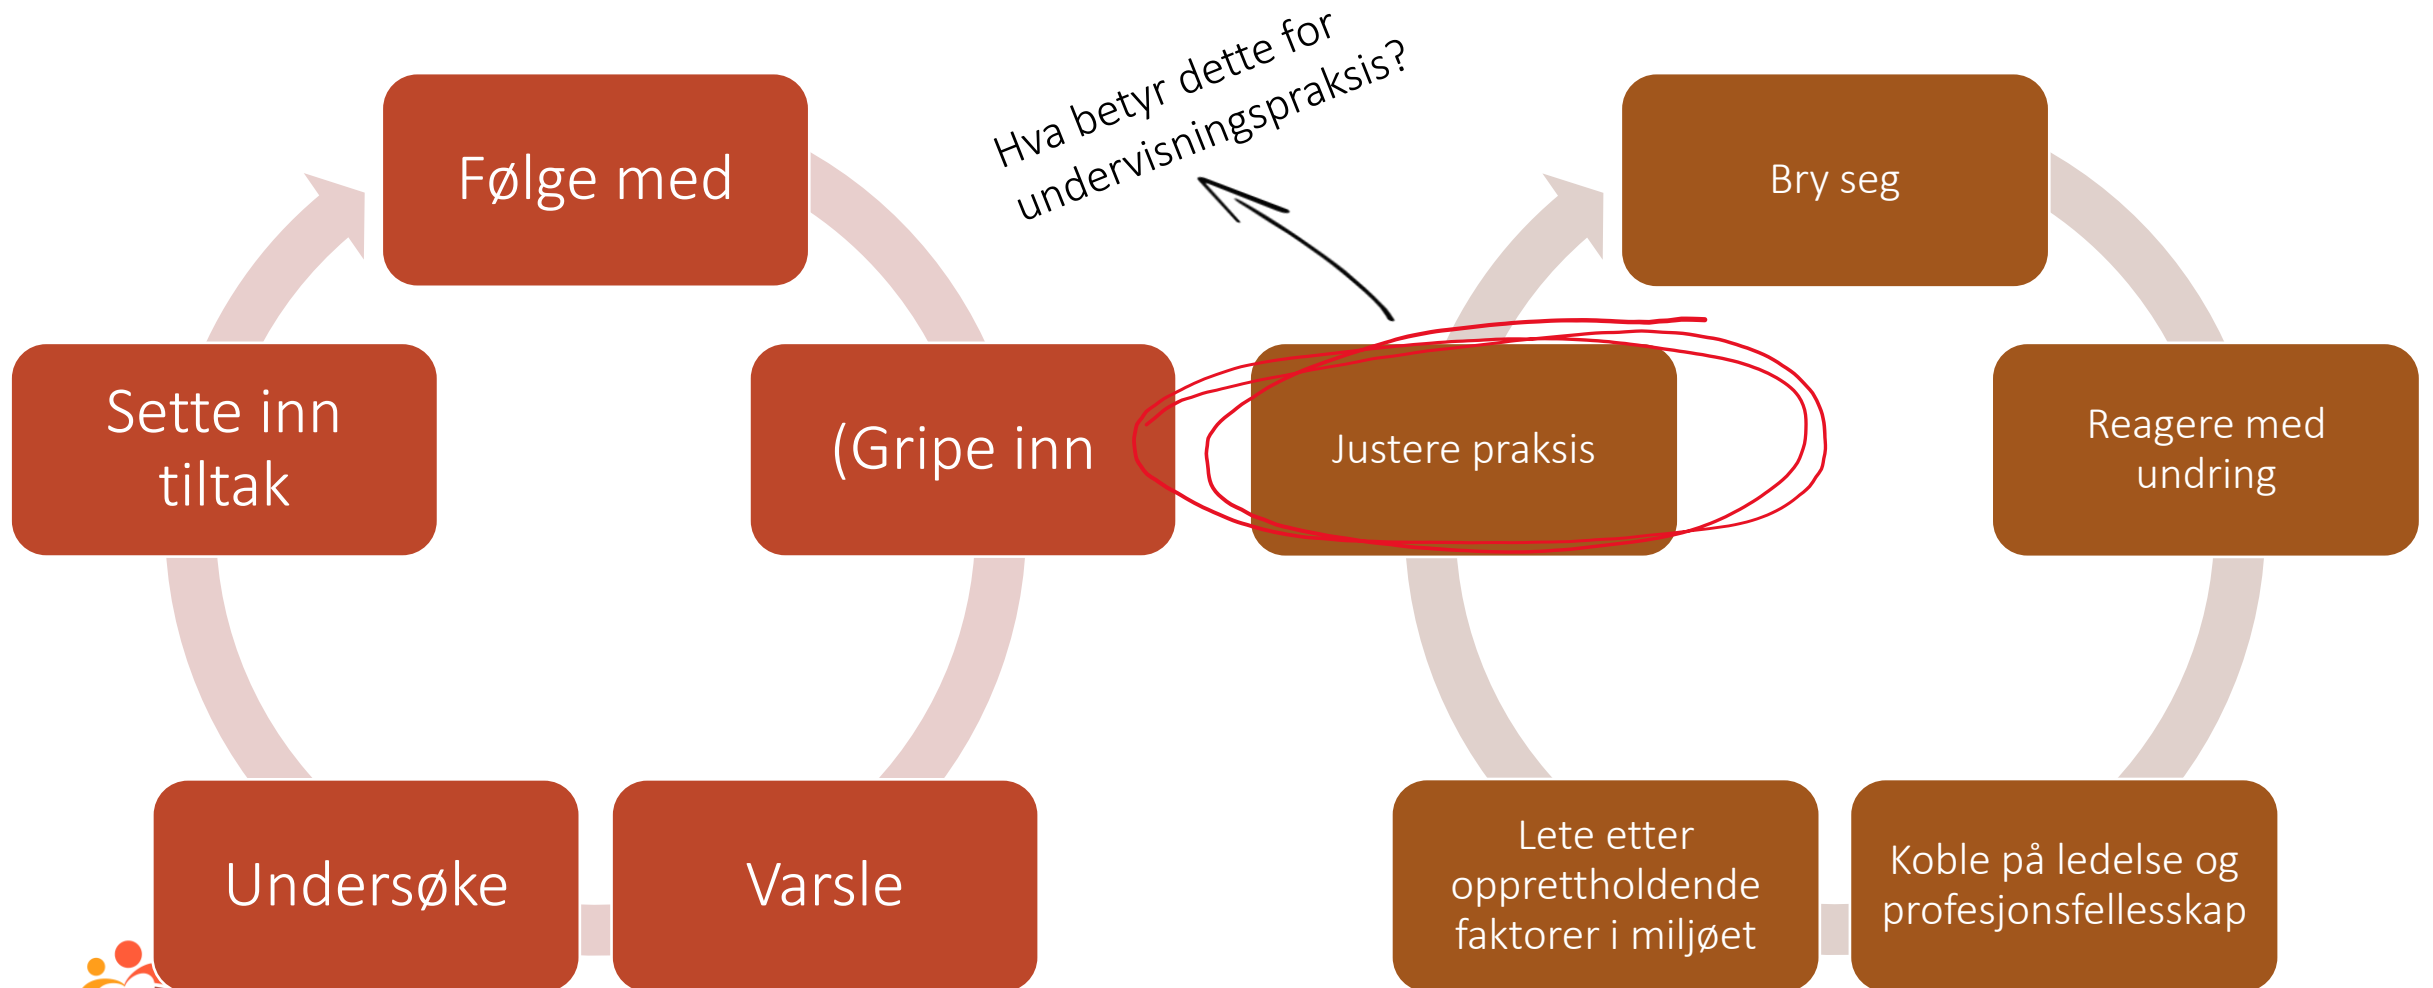 Følge med
(Gripe inn
Varsle
Undersøke
Sette inn
tiltak
Hva betyr dette for
undervisningspraksis?
Bry seg
Reagere med
undring
Koble på ledelse og
profesjonsfellesskap
Lete etter
opprettholdende
faktorer i miljøet
Justere praksis